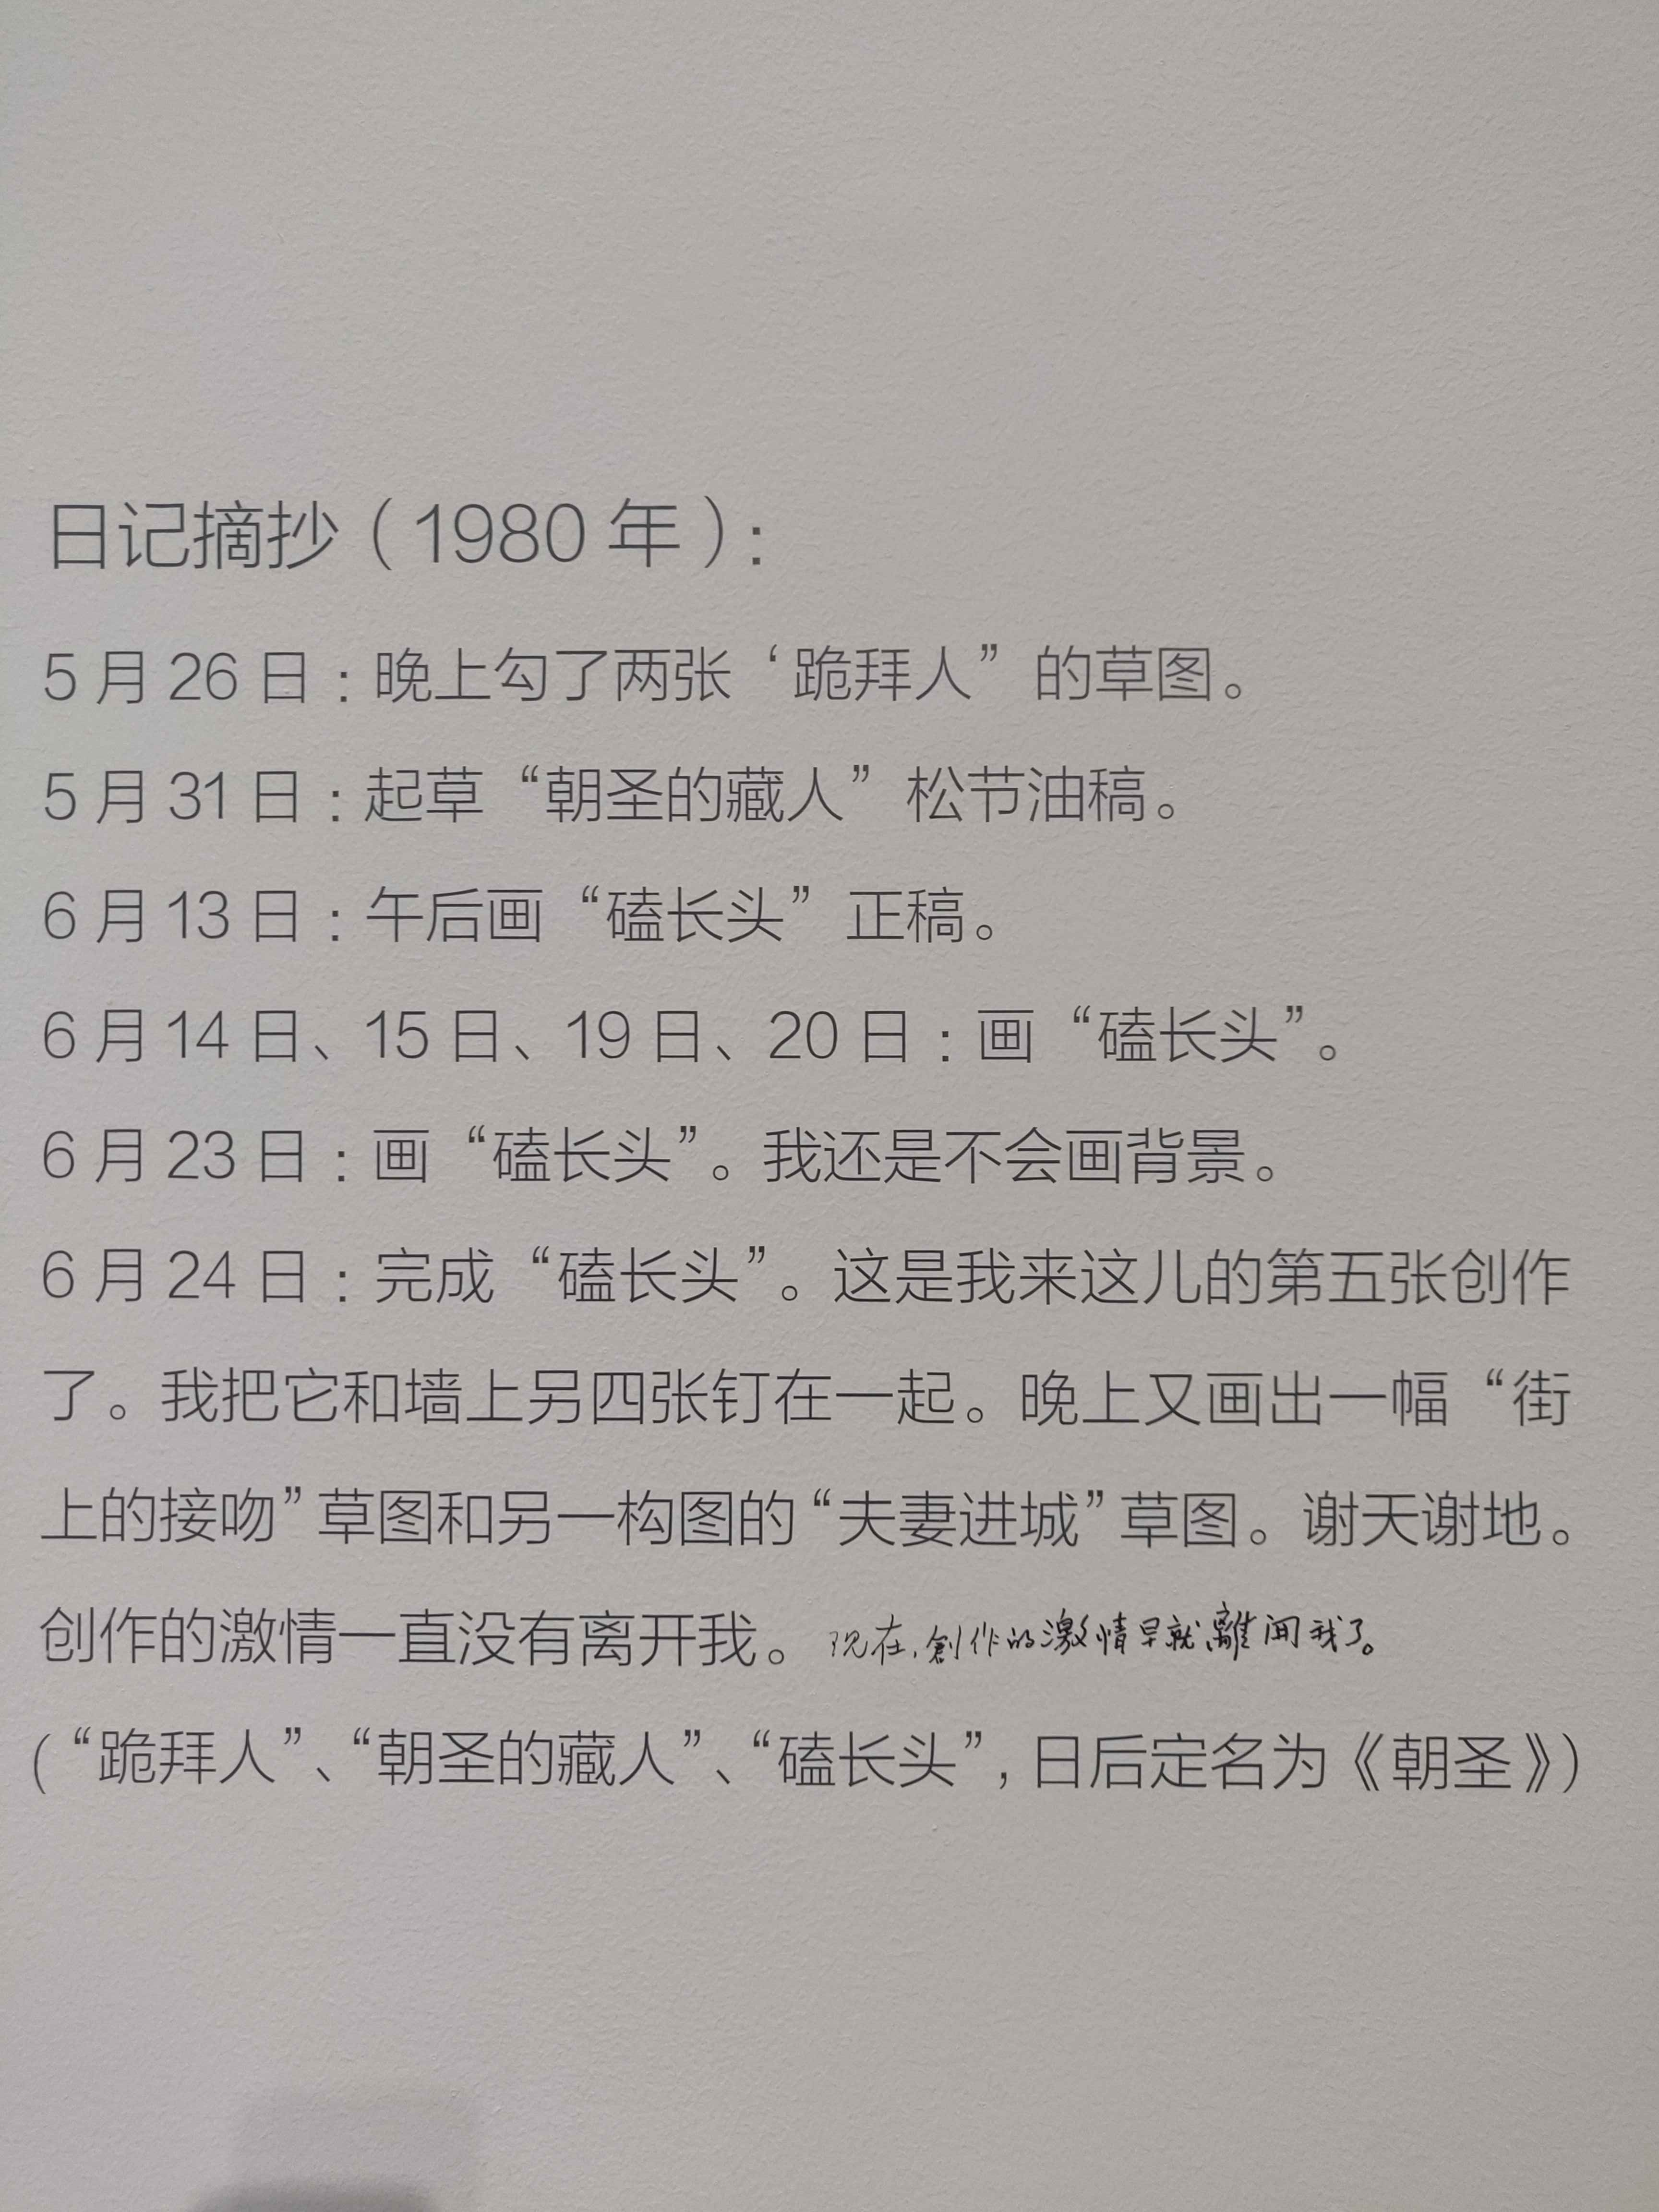 日记摘抄（1980 年）：
5 月 26 日：晚上勾了两张‘跪拜人”的草图。
5 月 31 日：起草“朝圣的藏人”松节油稿。
6 月 13 日：午后画“磕长头”正稿。
6 月 14 日、15 日、19 日、20 日：画“磕长头”。
6 月 23 日：画“磕长头”。我还是不会画背景。
6 月 24 日：完成“磕长头”。这是我来这儿的第五张创作
了。我把它和墙上另四张钉在一起。晚上又画出一幅“街
上的接吻”草图和另一构图的“夫妻进城”草图。谢天谢地。
创作的激情一直没有离开我。现在，創作的激情早就離開我了。
（“跪拜人”、“朝圣的藏人”、“磕长头”，日后定名为《朝圣》）